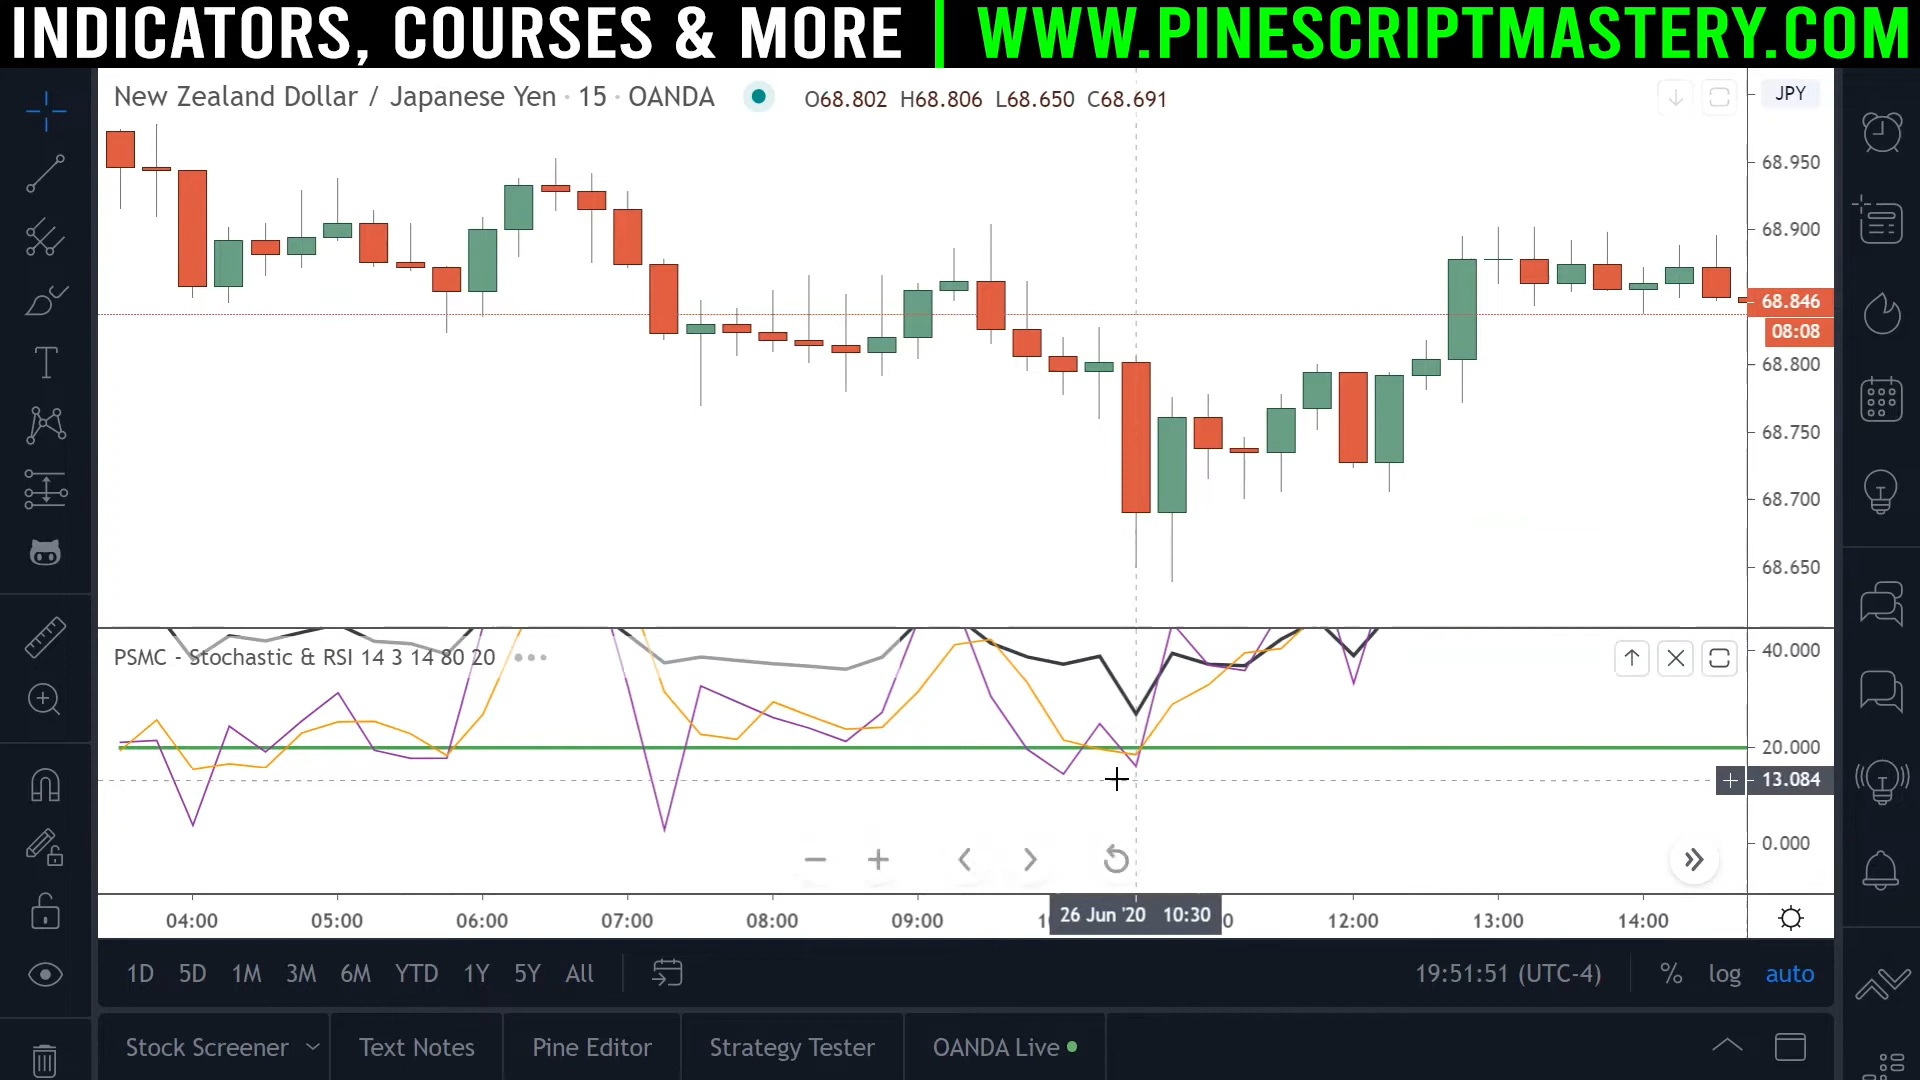 INDICATORS, COURSES & MORE | WWW.PINESCRIPTMASTERY.COM
New Zealand Dollar / Japanese Yen · 15 · OANDA O68.802 H68.806 L68.650 C68.691
JPY
68.950
68.900
68.846
08:08
68.800
68.750
68.700
68.650
PSMC - Stochastic & RSI 14 3 14 80 20
40.000
20.000
13.084
0.000
04:00 05:00 06:00 07:00 08:00 09:00 26 Jun '20 10:30 12:00 13:00 14:00
1D 5D 1M 3M 6M YTD 1Y 5Y All 19:51:51 (UTC-4) % log auto
Stock Screener Text Notes Pine Editor Strategy Tester OANDA Live